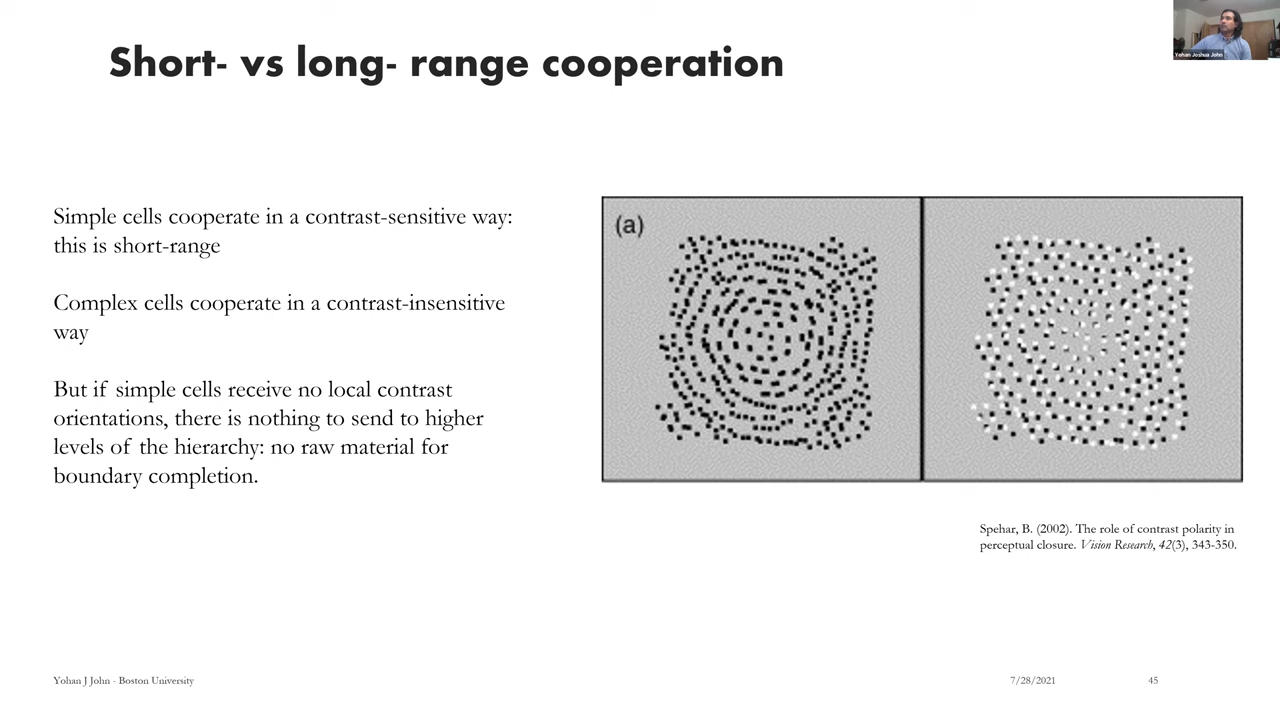 Short- vs long- range cooperation
Yohan Joshua John
Simple cells cooperate in a contrast-sensitive way:
this is short-range
Complex cells cooperate in a contrast-insensitive
way
But if simple cells receive no local contrast
orientations, there is nothing to send to higher
levels of the hierarchy: no raw material for
boundary completion.
(a)
Spehar, B. (2002). The role of contrast polarity in
perceptual closure. Vision Research, 42(3), 343-350.
Yohan J John - Boston University
7/28/2021
45